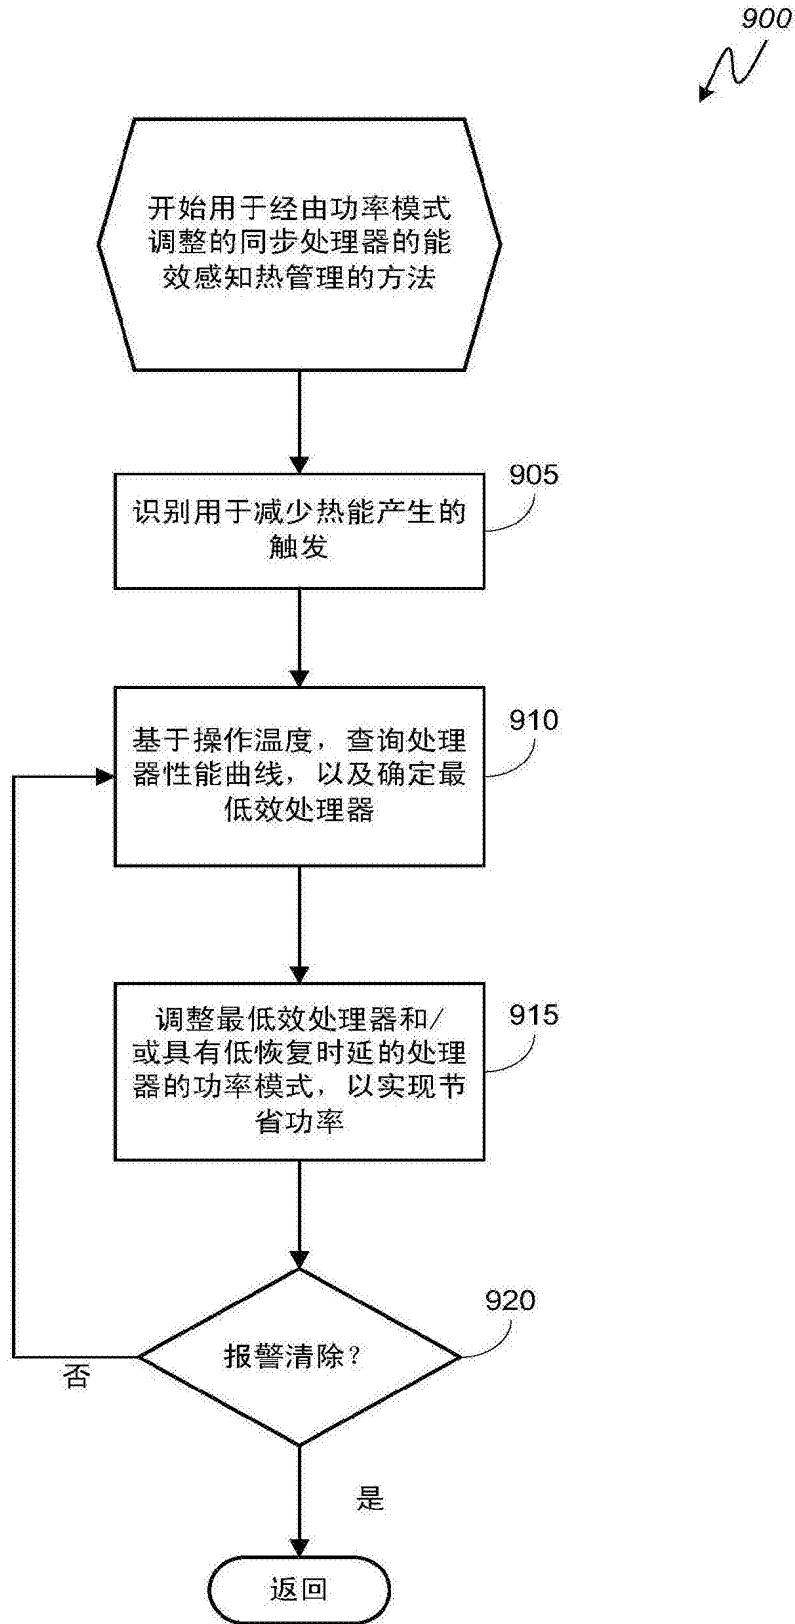 900
开始用于经由功率模式
调整的同步处理器的能
效感知热管理的方法
905
识别用于减少热能产生的
触发
910
基于操作温度，查询处理
器性能曲线，以及确定最
低效处理器
915
调整最低效处理器和/
或具有低恢复时延的处理
器的功率模式，以实现节
省功率
920
报警清除？
否
是
返回